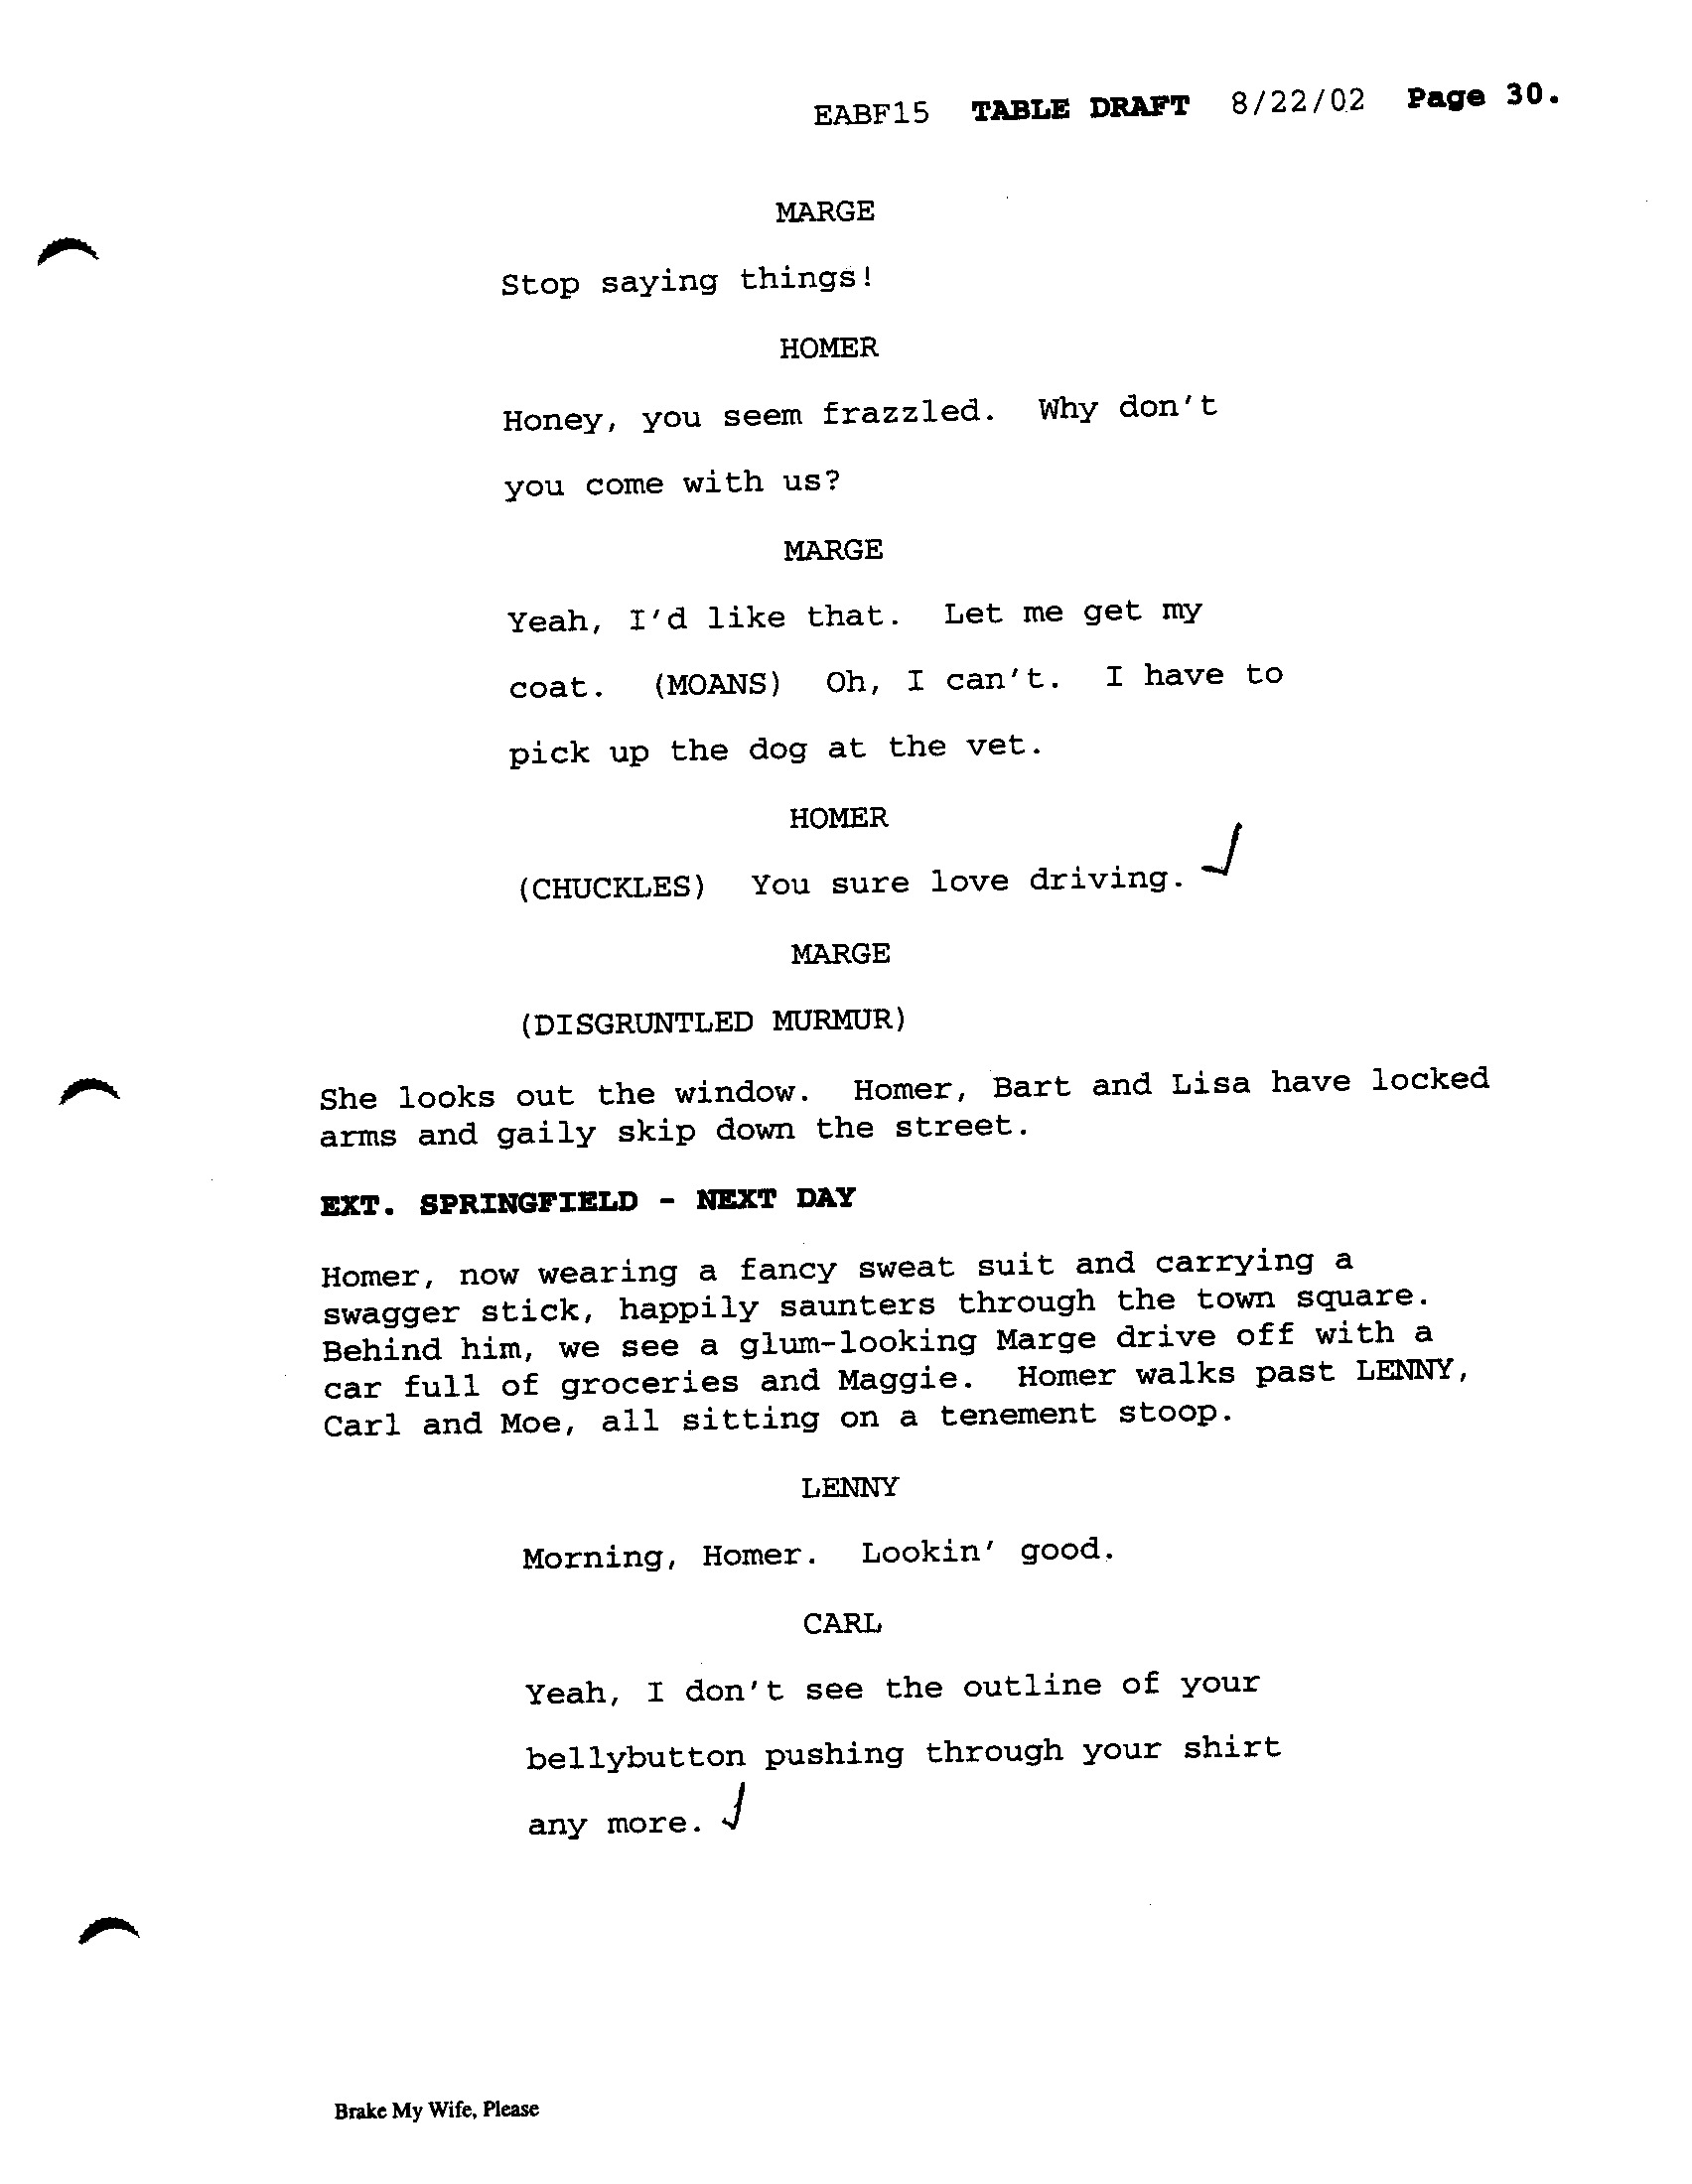 EABF15 TABLE DRAFT 8/22/02 Page 30.
MARGE
Stop saying things!
HOMER
Honey, you seem frazzled. Why don't
you come with us?
MARGE
Yeah, I'd like that. Let me get my
coat. (MOANS) Oh, I can't. I have to
pick up the dog at the vet.
HOMER
(CHUCKLES) You sure love driving.
MARGE
(DISGRUNTLED MURMUR)
She looks out the window. Homer, Bart and Lisa have locked
arms and gaily skip down the street.
EXT. SPRINGFIELD - NEXT DAY
Homer, now wearing a fancy sweat suit and carrying a
swagger stick, happily saunters through the town square.
Behind him, we see a glum-looking Marge drive off with a
car full of groceries and Maggie. Homer walks past LENNY,
Carl and Moe, all sitting on a tenement stoop.
LENNY
Morning, Homer. Lookin' good.
CARL
Yeah, I don't see the outline of your
bellybutton pushing through your shirt
any more.
Brake My Wife, Please